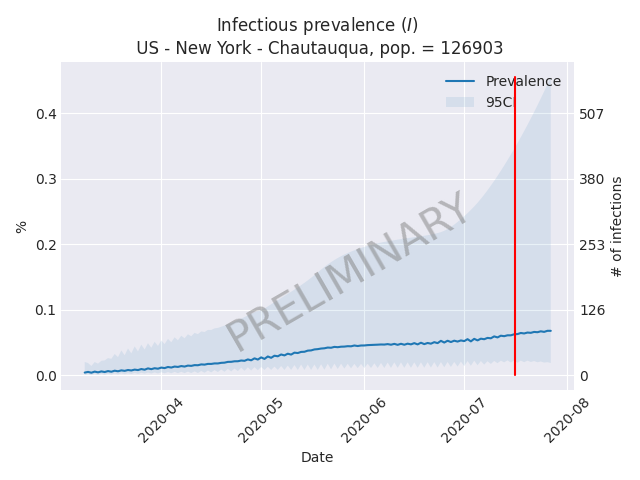 Infectious prevalence (I)
US - New York - Chautauqua, pop. = 126903
Prevalence
95CI
0.4
0.3
0.2
0.1
0.0
%
507
380
253
126
0
# of infections
PRELIMINARY
2020-04
2020-05
2020-06
2020-07
2020-08
Date